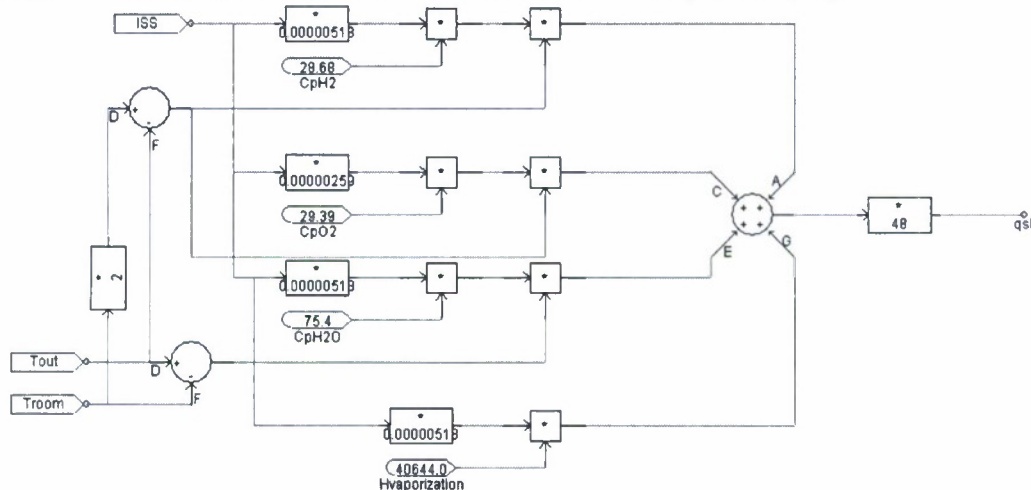 ISS
*
0.00000518
*
*
28.68
CpH2
D
+
-
F
*
0.00000259
*
*
C
A
+ +
+ +
*
48
qsl
29.39
CpO2
E
G
*
2
*
0.00000518
*
*
75.4
CpH2O
Tout
D
+
-
F
Troom
*
0.00000518
*
40644.0
Hvaporization